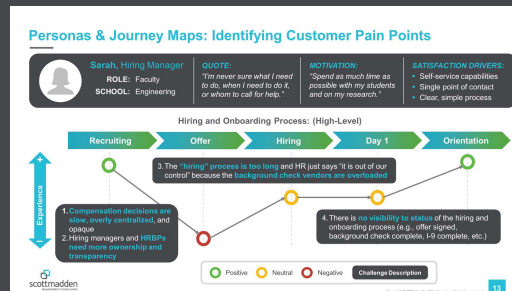 Personas & Journey Maps: Identifying Customer Pain Points
Sarah, Hiring Manager
ROLE: Faculty
SCHOOL: Engineering
QUOTE:
"I'm never sure what I need
to do, when I need to do it,
or whom to call for help."
MOTIVATION:
"Spend as much time as
possible with my students
and on my research."
SATISFACTION DRIVERS:
• Self-service capabilities
• Single point of contact
• Clear, simple process
Hiring and Onboarding Process: (High-Level)
Recruiting
Offer
Hiring
Day 1
Orientation
+
Experience
–
3. The "hiring" process is too long and HR just says "it is out of our
control" because the background check vendors are overloaded
1. Compensation decisions are
slow, overly centralized, and
opaque
2. Hiring managers and HRBPs
need more ownership and
transparency
4. There is no visibility to status of the hiring and
onboarding process (e.g., offer signed,
background check complete, I-9 complete, etc.)
Positive
Neutral
Negative
Challenge Description
scottmadden
13